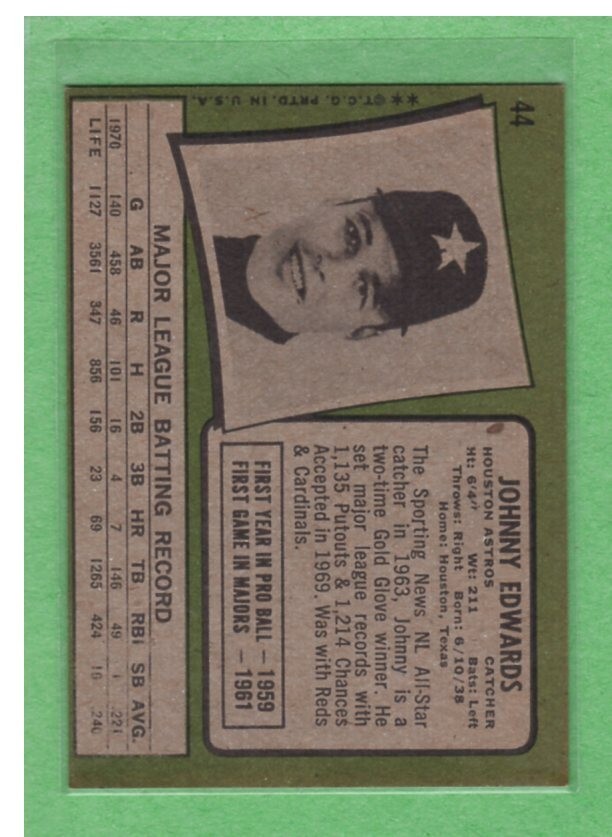 44
**©T.C.G. PRTD. IN U.S.A.
JOHNNY EDWARDS
HOUSTON ASTROS CATCHER
Ht: 6'4" Wt: 211 Bats: Left
Throws: Right Born: 6/10/38
Home: Houston, Texas
The Sporting News NL All-Star
catcher in 1963, Johnny is a
two-time Gold Glove winner. He
set major league records with
1,135 Putouts & 1,214 Chances
Accepted in 1969. Was with Reds
& Cardinals.
FIRST YEAR IN PRO BALL — 1959
FIRST GAME IN MAJORS — 1961
MAJOR LEAGUE BATTING RECORD
G AB R H 2B 3B HR TB RBI SB AVG.
1970 140 458 46 101 16 4 7 146 49 1 .221
LIFE 1127 3561 347 856 156 23 69 1265 424 .240